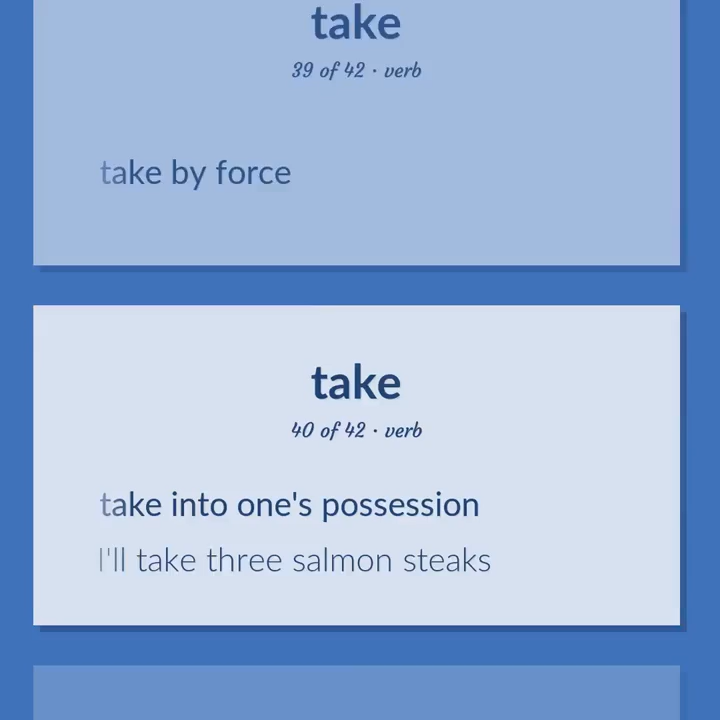 take
39 of 42 · verb
take by force
take
40 of 42 · verb
take into one's possession
I'll take three salmon steaks